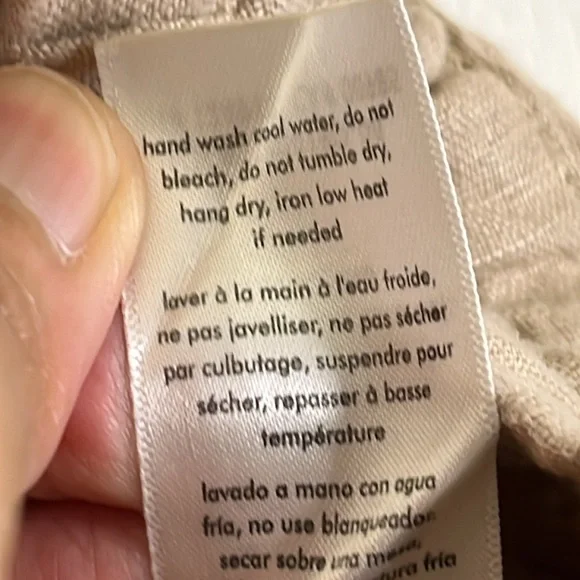 hand wash cool water, do not
bleach, do not tumble dry,
hang dry, iron low heat
if needed
laver à la main à l'eau froide,
ne pas javelliser, ne pas sécher
par culbutage, suspendre pour
sécher, repasser à basse
température
lavado a mano con agua
fría, no use blanqueador
secar sobre una mesa,
fría